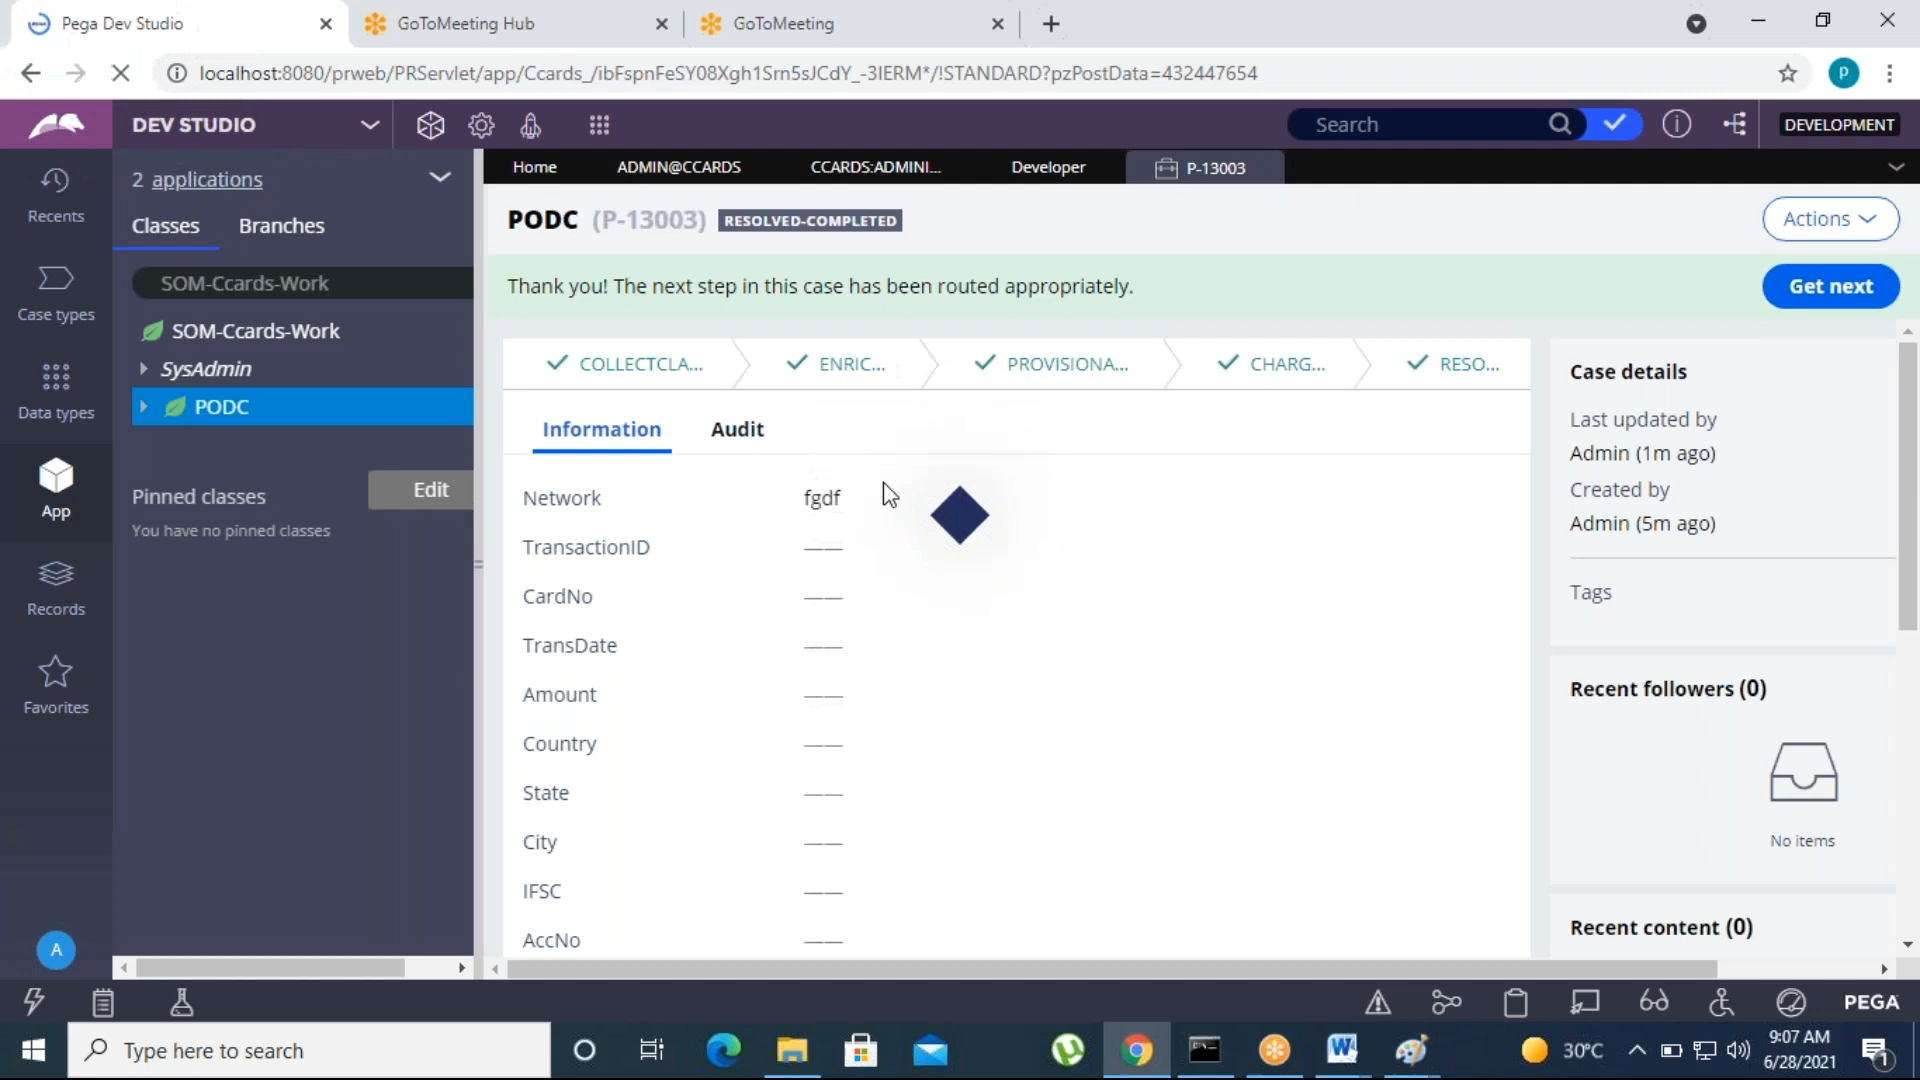 Pega Dev Studio
GoToMeeting Hub
GoToMeeting
localhost:8080/prweb/PRServlet/app/Ccards_/ibFspnFeSY08Xgh1Srn5sJCdY_-3IERM*/!STANDARD?pzPostData=432447654
P
DEV STUDIO
Search
DEVELOPMENT
Recents
Case types
Data types
App
Records
Favorites
A
2 applications
Classes
Branches
SOM-Ccards-Work
SOM-Ccards-Work
SysAdmin
PODC
Pinned classes
Edit
You have no pinned classes
Home
ADMIN@CCARDS
CCARDS:ADMINI...
Developer
P-13003
PODC (P-13003) RESOLVED-COMPLETED
Actions
Thank you! The next step in this case has been routed appropriately.
Get next
COLLECTCLA...
ENRIC...
PROVISIONA...
CHARG...
RESO...
Information
Audit
Network fgdf
TransactionID ——
CardNo ——
TransDate ——
Amount ——
Country ——
State ——
City ——
IFSC ——
AccNo ——
Case details
Last updated by
Admin (1m ago)
Created by
Admin (5m ago)
Tags
Recent followers (0)
No items
Recent content (0)
PEGA
Type here to search
30°C
9:07 AM
6/28/2021
1